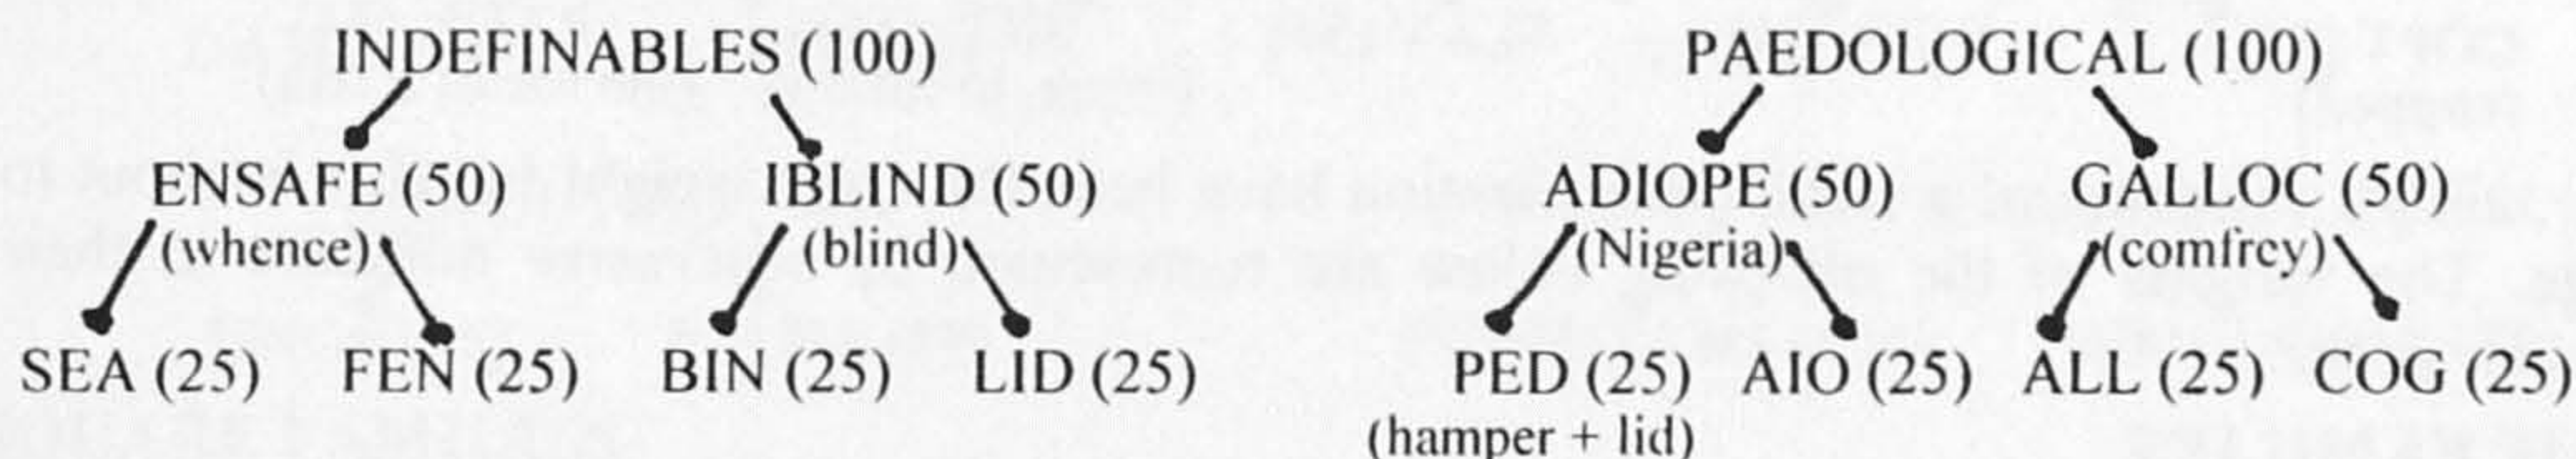 INDEFINABLES (100) PAEDOLOGICAL (100)
ENSAFE (50) IBLIND (50) ADIOPE (50) GALLOC (50)
(whence) (blind) (Nigeria) (comfrey)
SEA (25) FEN (25) BIN (25) LID (25) PED (25) AIO (25) ALL (25) COG (25)
(hamper + lid)